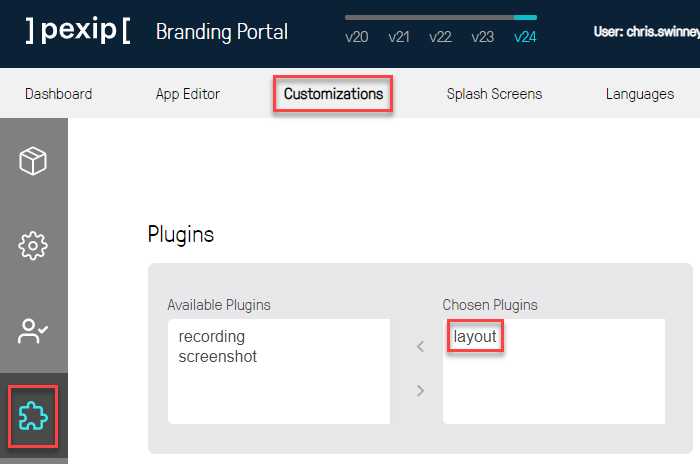 ]pexip[ Branding Portal
v20 v21 v22 v23 v24
User: chris.swinney
Dashboard App Editor Customizations Splash Screens Languages
Plugins
Available Plugins
recording
screenshot
Chosen Plugins
layout